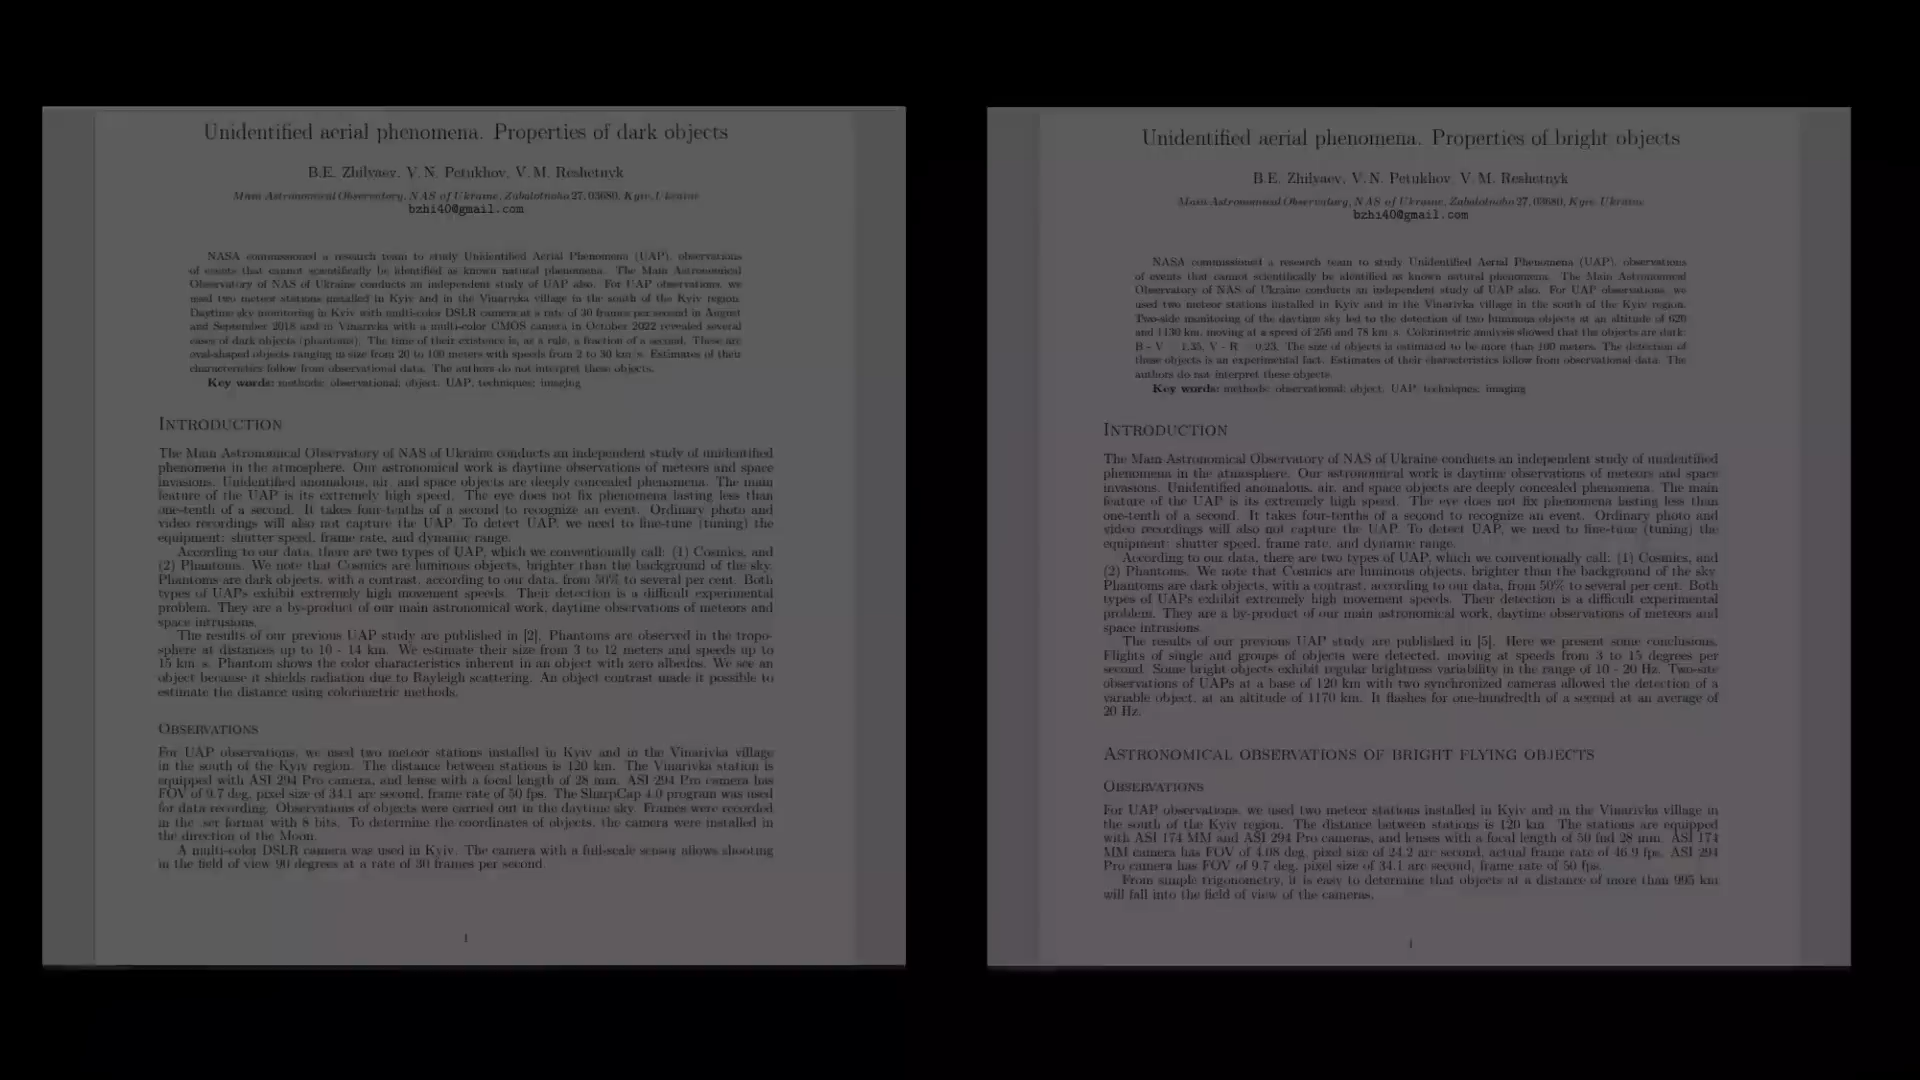 Unidentified aerial phenomena. Properties of dark objects
B.E. Zhilyaev, V. N. Petukhov, V. M. Reshetnyk
Main Astronomical Observatory, NAS of Ukraine, Zabalotnoho 27, 03680, Kyiv, Ukraine
bzhi40@gmail.com
NASA commissioned a research team to study Unidentified Aerial Phenomena (UAP), observations
of events that cannot scientifically be identified as known natural phenomena. The Main Astronomical
Observatory of NAS of Ukraine conducts an independent study of UAP also. For UAP observations, we
used two meteor stations installed in Kyiv and in the Vinarivka village in the south of the Kyiv region.
Daytime sky monitoring in Kyiv with multi-color DSLR camera at a rate of 30 frames per second in August
and September 2018 and in Vinarivka with a multi-color CMOS camera in October 2022 revealed several
cases of dark objects (phantoms). The time of their existence is, as a rule, a fraction of a second. These are
oval-shaped objects ranging in size from 20 to 100 meters with speeds from 2 to 30 km/s. Estimates of their
characteristics follow from observational data. The authors do not interpret these objects.
Key words: methods: observational; object: UAP; techniques: imaging
Introduction
The Main Astronomical Observatory of NAS of Ukraine conducts an independent study of unidentified
phenomena in the atmosphere. Our astronomical work is daytime observations of meteors and space
invasions. Unidentified anomalous, air, and space objects are deeply concealed phenomena. The main
feature of the UAP is its extremely high speed. The eye does not fix phenomena lasting less than
one-tenth of a second. It takes four-tenths of a second to recognize an event. Ordinary photo and
video recordings will also not capture the UAP. To detect UAP, we need to fine-tune (tuning) the
equipment: shutter speed, frame rate, and dynamic range.
According to our data, there are two types of UAP, which we conventionally call: (1) Cosmics, and
(2) Phantoms. We note that Cosmics are luminous objects, brighter than the background of the sky.
Phantoms are dark objects, with a contrast, according to our data, from 50% to several per cent. Both
types of UAPs exhibit extremely high movement speeds. Their detection is a difficult experimental
problem. They are a by-product of our main astronomical work, daytime observations of meteors and
space intrusions.
The results of our previous UAP study are published in [2]. Phantoms are observed in the tropo-
sphere at distances up to 10 - 14 km. We estimate their size from 3 to 12 meters and speeds up to
15 km/s. Phantom shows the color characteristics inherent in an object with zero albedos. We see an
object because it shields radiation due to Rayleigh scattering. An object contrast made it possible to
estimate the distance using colorimetric methods.
Observations
For UAP observations, we used two meteor stations installed in Kyiv and in the Vinarivka village
in the south of the Kyiv region. The distance between stations is 120 km. The Vinarivka station is
equipped with ASI 294 Pro camera, and lense with a focal length of 28 mm. ASI 294 Pro camera has
FOV of 9.7 deg, pixel size of 34.1 arc second, frame rate of 50 fps. The SharpCap 4.0 program was used
for data recording. Observations of objects were carried out in the daytime sky. Frames were recorded
in the .ser format with 8 bits. To determine the coordinates of objects, the camera were installed in
the direction of the Moon.
A multi-color DSLR camera was used in Kyiv. The camera with a full-scale sensor allows shooting
in the field of view 90 degrees at a rate of 30 frames per second.
1
Unidentified aerial phenomena. Properties of bright objects
B.E. Zhilyaev, V. N. Petukhov, V. M. Reshetnyk
Main Astronomical Observatory, NAS of Ukraine, Zabalotnoho 27, 03680, Kyiv, Ukraine
bzhi40@gmail.com
NASA commissioned a research team to study Unidentified Aerial Phenomena (UAP), observations
of events that cannot scientifically be identified as known natural phenomena. The Main Astronomical
Observatory of NAS of Ukraine conducts an independent study of UAP also. For UAP observations, we
used two meteor stations installed in Kyiv and in the Vinarivka village in the south of the Kyiv region.
Two-side monitoring of the daytime sky led to the detection of two luminous objects at an altitude of 620
and 1130 km, moving at a speed of 256 and 78 km/s. Colorimetric analysis showed that the objects are dark:
B - V = 1.35, V - R = 0.23. The size of objects is estimated to be more than 100 meters. The detection of
these objects is an experimental fact. Estimates of their characteristics follow from observational data. The
authors do not interpret these objects.
Key words: methods: observational; object: UAP; techniques: imaging
Introduction
The Main Astronomical Observatory of NAS of Ukraine conducts an independent study of unidentified
phenomena in the atmosphere. Our astronomical work is daytime observations of meteors and space
invasions. Unidentified anomalous, air, and space objects are deeply concealed phenomena. The main
feature of the UAP is its extremely high speed. The eye does not fix phenomena lasting less than
one-tenth of a second. It takes four-tenths of a second to recognize an event. Ordinary photo and
video recordings will also not capture the UAP. To detect UAP, we need to fine-tune (tuning) the
equipment: shutter speed, frame rate, and dynamic range.
According to our data, there are two types of UAP, which we conventionally call: (1) Cosmics, and
(2) Phantoms. We note that Cosmics are luminous objects, brighter than the background of the sky.
Phantoms are dark objects, with a contrast, according to our data, from 50% to several per cent. Both
types of UAPs exhibit extremely high movement speeds. Their detection is a difficult experimental
problem. They are a by-product of our main astronomical work, daytime observations of meteors and
space intrusions.
The results of our previous UAP study are published in [5]. Here we present some conclusions.
Flights of single and groups of objects were detected, moving at speeds from 3 to 15 degrees per
second. Some bright objects exhibit regular brightness variability in the range of 10 - 20 Hz. Two-site
observations of UAPs at a base of 120 km with two synchronized cameras allowed the detection of a
variable object, at an altitude of 1170 km. It flashes for one-hundredth of a second at an average of
20 Hz.
Astronomical observations of bright flying objects
Observations
For UAP observations, we used two meteor stations installed in Kyiv and in the Vinarivka village in
the south of the Kyiv region. The distance between stations is 120 km. The stations are equipped
with ASI 174 MM and ASI 294 Pro cameras, and lenses with a focal length of 50 fnd 28 mm. ASI 174
MM camera has FOV of 4.08 deg, pixel size of 24.2 arc second, actual frame rate of 46.9 fps. ASI 294
Pro camera has FOV of 9.7 deg, pixel size of 34.1 arc second, frame rate of 50 fps.
From simple trigonometry, it is easy to determine that objects at a distance of more than 995 km
will fall into the field of view of the cameras.
1